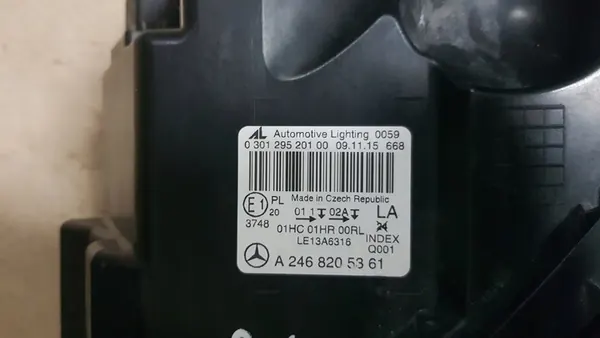 AL Automotive Lighting 0059
0 301 295 201 00 09.11.15 668
Made in Czech Republic
E1 PL 20 01 1 02A LA
3748 01HC 01HR 00RL INDEX
LE13A6316 Q001
A 246 820 53 61